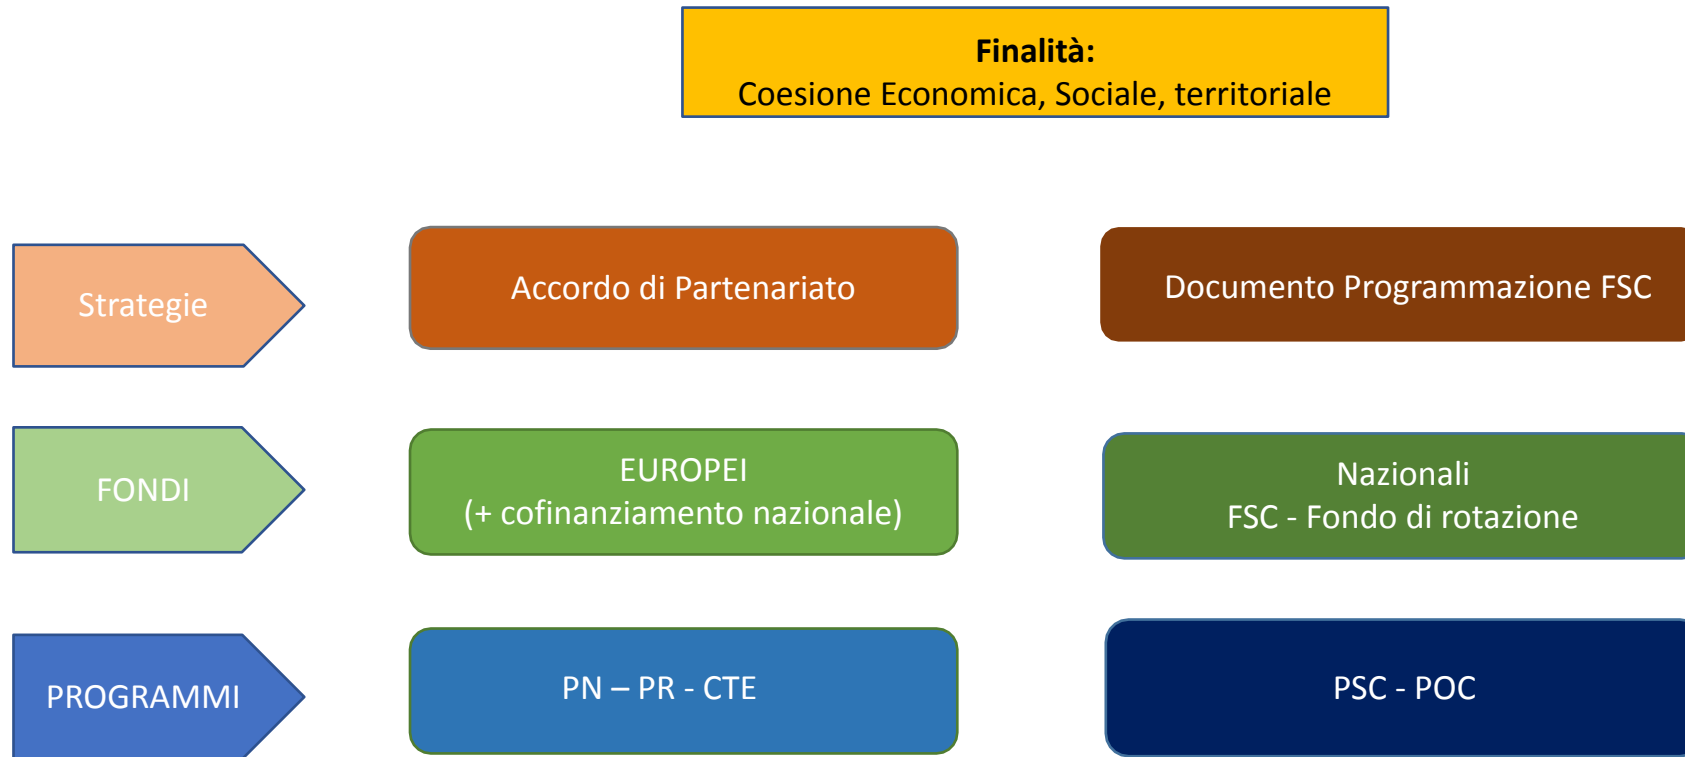 Finalità:
Coesione Economica, Sociale, territoriale
Strategie
Accordo di Partenariato
Documento Programmazione FSC
FONDI
EUROPEI
(+ cofinanziamento nazionale)
Nazionali
FSC - Fondo di rotazione
PROGRAMMI
PN – PR - CTE
PSC - POC